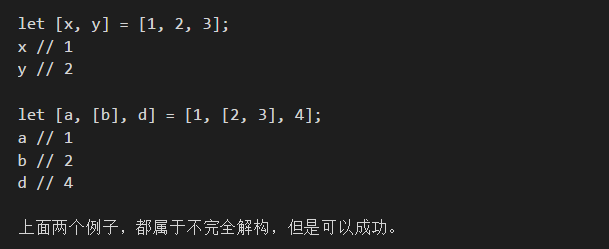 let [x, y] = [1, 2, 3];
x // 1
y // 2
let [a, [b], d] = [1, [2, 3], 4];
a // 1
b // 2
d // 4
上面两个例子，都属于不完全解构，但是可以成功。